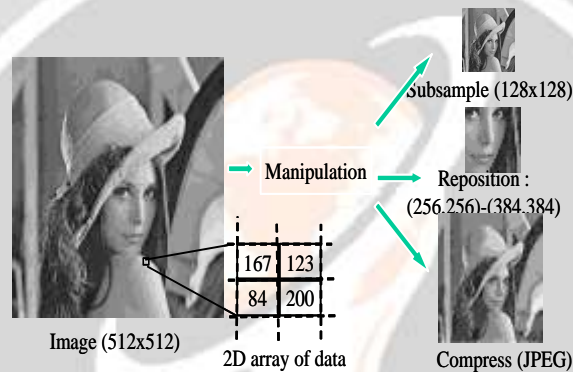 Subsample (128x128)
Manipulation
Reposition :
(256,256)-(384,384)
167 123
84 200
Image (512x512)
2D array of data
Compress (JPEG)